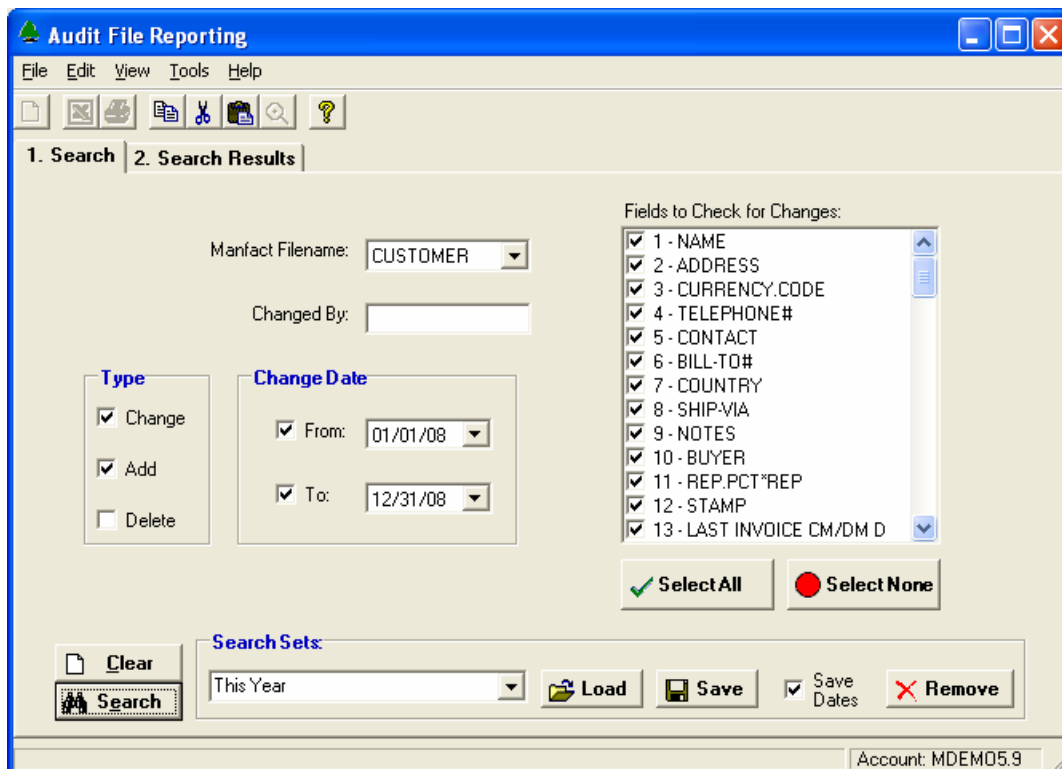 Audit File Reporting
File Edit View Tools Help
1. Search
2. Search Results
Manfact Filename: CUSTOMER
Changed By:
Type
Change
Add
Delete
Change Date
From: 01/01/08
To: 12/31/08
Fields to Check for Changes:
1 - NAME
2 - ADDRESS
3 - CURRENCY.CODE
4 - TELEPHONE#
5 - CONTACT
6 - BILL-TO#
7 - COUNTRY
8 - SHIP-VIA
9 - NOTES
10 - BUYER
11 - REP.PCT*REP
12 - STAMP
13 - LAST INVOICE CM/DM D
Select All
Select None
Clear
Search
Search Sets:
This Year
Load
Save
Save
Dates
Remove
Account: MDEMO5.9